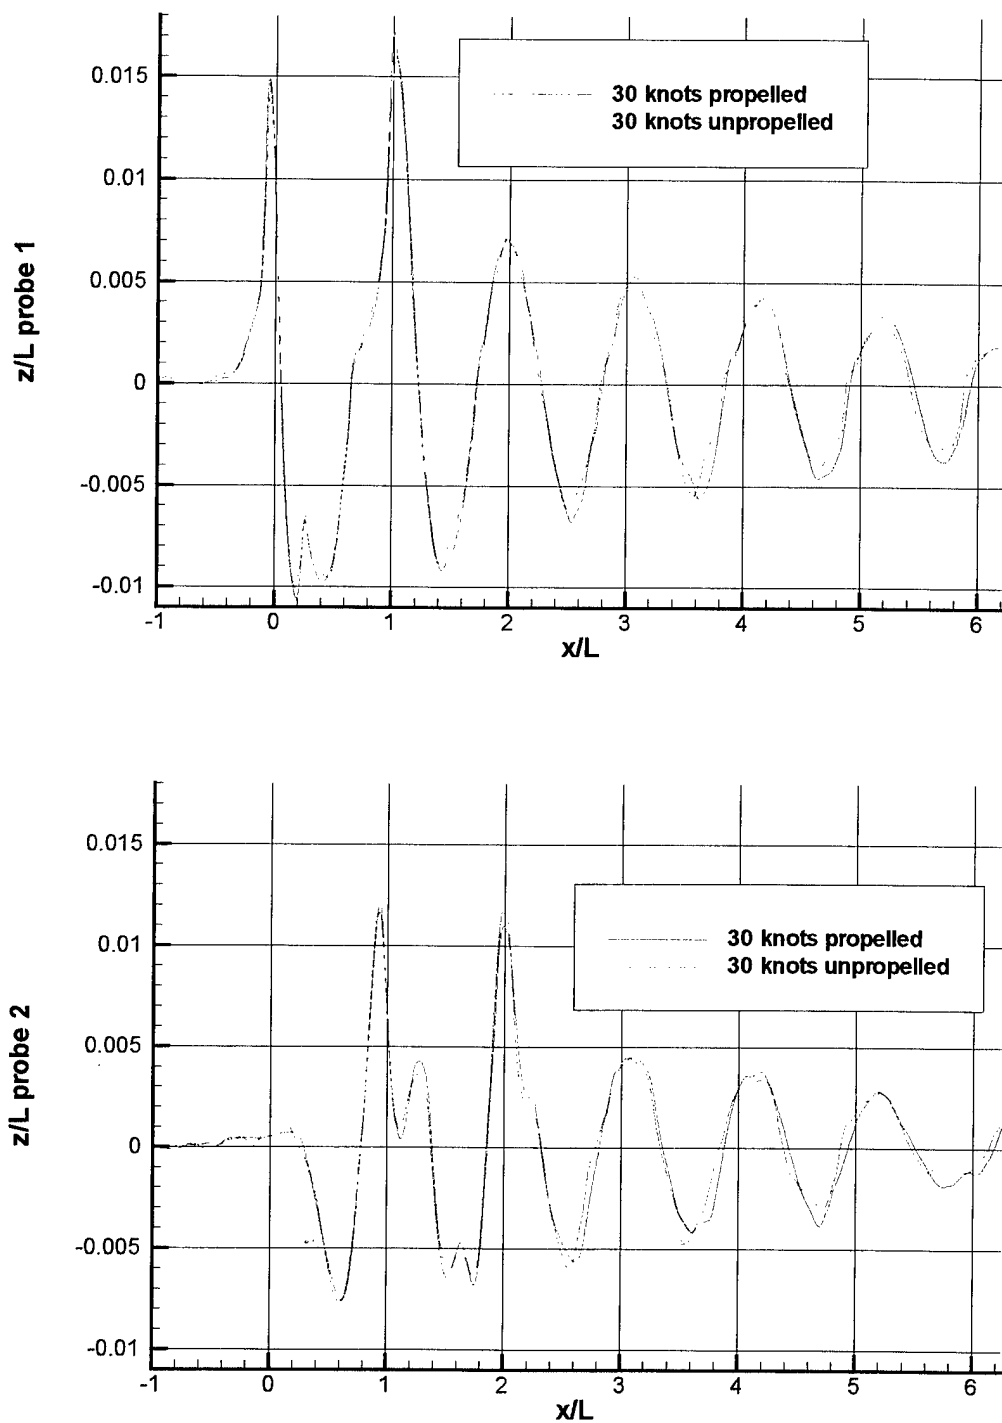 0.015
0.01
0.005
0
-0.005
-0.01
z/L probe 1
30 knots propelled
30 knots unpropelled
-1 0 1 2 3 4 5 6
x/L
0.015
0.01
0.005
0
-0.005
-0.01
z/L probe 2
30 knots propelled
30 knots unpropelled
-1 0 1 2 3 4 5 6
x/L